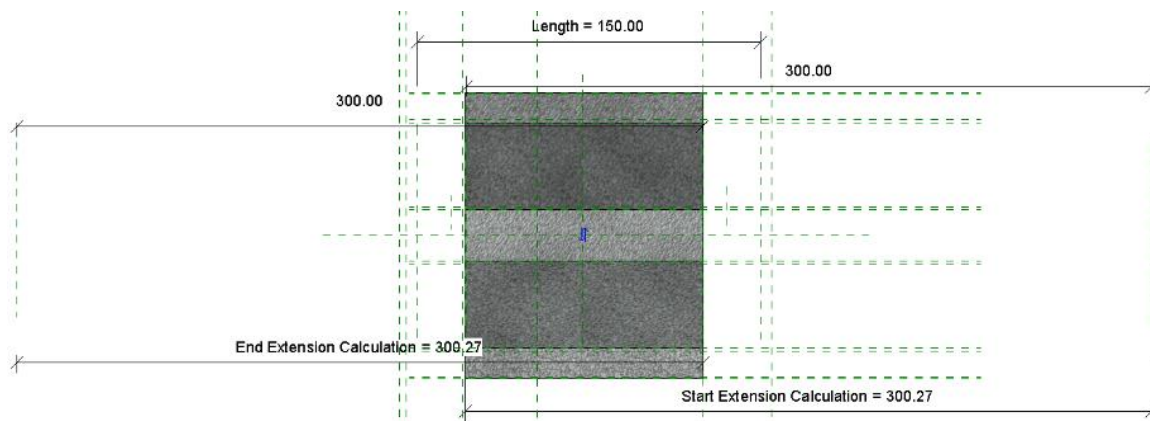 Length = 150.00
300.00
300.00
End Extension Calculation = 300.27
Start Extension Calculation = 300.27